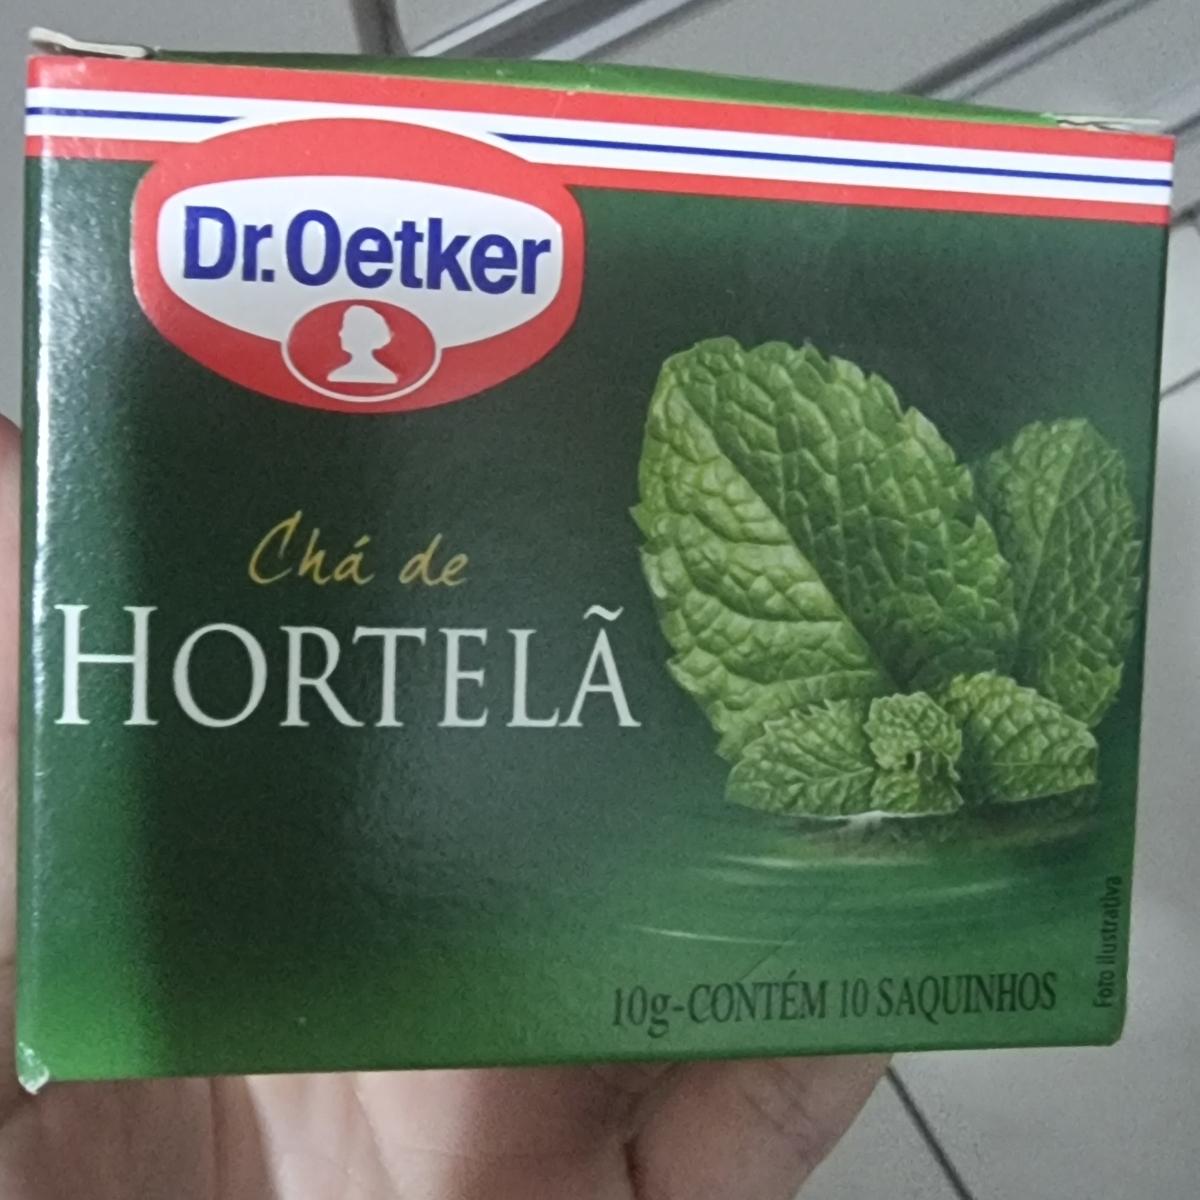 Dr.Oetker
Chá de
HORTELÃ
10g-CONTÉM 10 SAQUINHOS
Foto ilustrativa